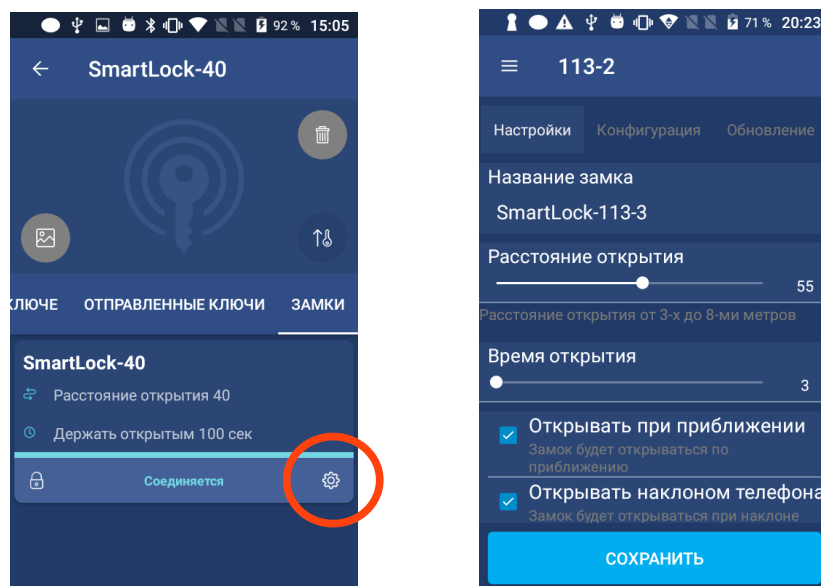 92 % 15:05
SmartLock-40
КЛЮЧЕ ОТПРАВЛЕННЫЕ КЛЮЧИ ЗАМКИ
SmartLock-40
Расстояние открытия 40
Держать открытым 100 сек
Соединяется
71 % 20:23
113-2
Настройки Конфигурация Обновление
Название замка
SmartLock-113-3
Расстояние открытия
55
Расстояние открытия от 3-х до 8-ми метров
Время открытия
3
Открывать при приближении
Замок будет открываться по
приближению
Открывать наклоном телефона
Замок будет открываться при наклоне
СОХРАНИТЬ